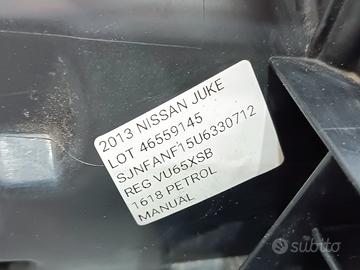 2013 NISSAN JUKE
LOT 46559145
SJNFANF15U6330712
REG VU65XSB
1618 PETROL
MANUAL
subito